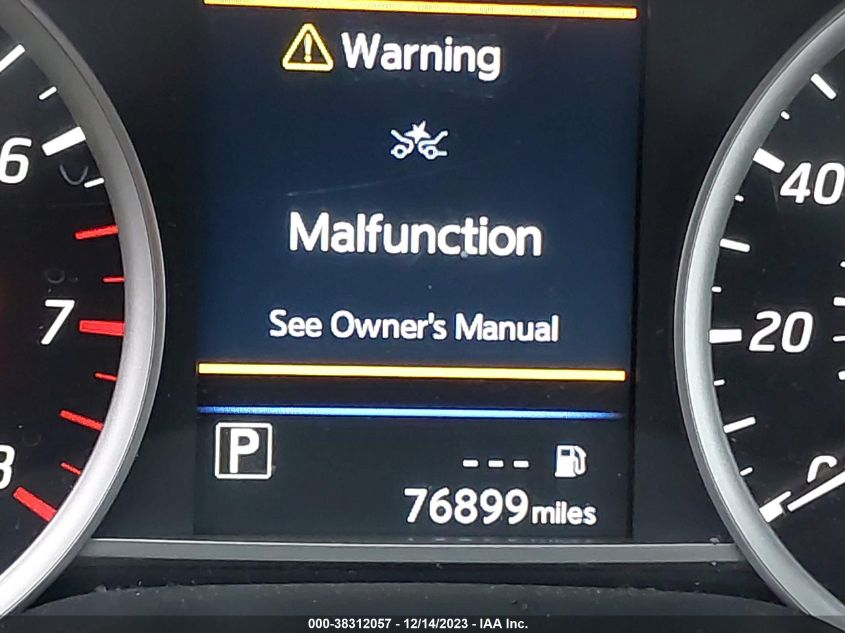 Warning
6
40
Malfunction
See Owner's Manual
7
20
P
---
8
76899 miles
000-38312057 - 12/14/2023 - IAA Inc.